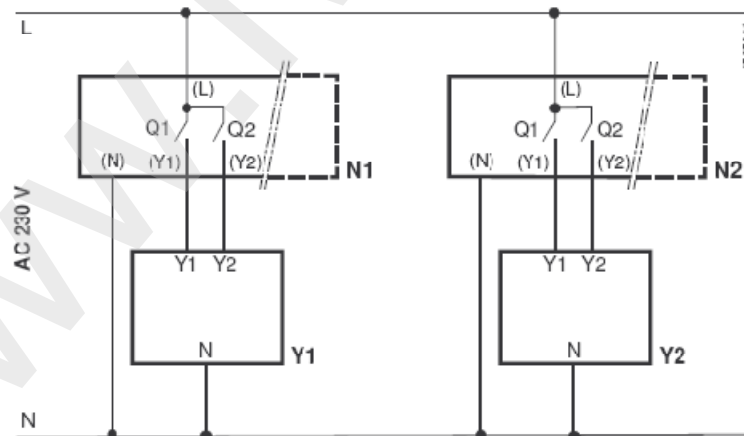 L
(L)
Q1
Q2
(N)
(Y1)
(Y2)
N1
AC 230 V
Y1
Y2
N
Y1
(L)
Q1
Q2
(N)
(Y1)
(Y2)
N2
Y1
Y2
N
Y2
N